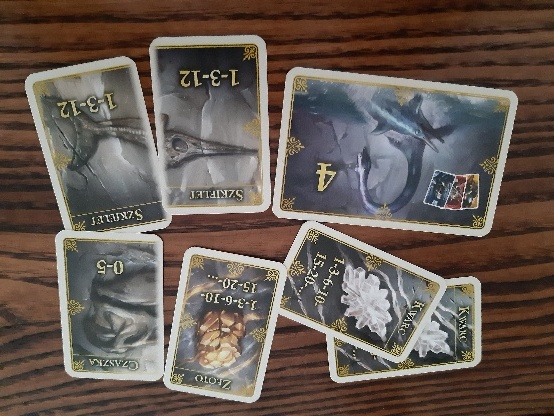 1-3-12
SZKIELET
1-3-12
SZKIELET
4
0-5
CZASZKA
1-3-6-10-
15-20-...
ZŁOTO
1-3-6-10-
15-20-...
KWARC
KWARC